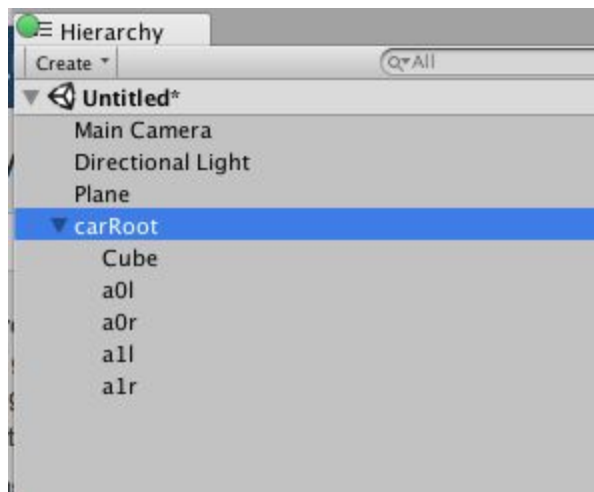 Hierarchy
Create
All
Untitled*
Main Camera
Directional Light
Plane
carRoot
Cube
a0l
a0r
a1l
a1r